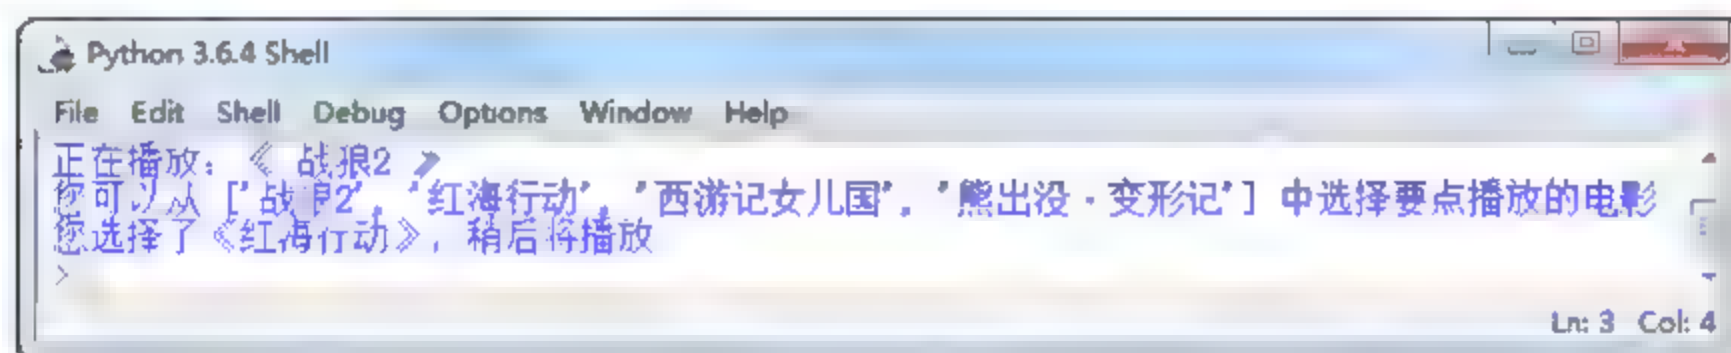 Python 3.6.4 Shell
File Edit Shell Debug Options Window Help
正在播放：《 战狼2 》
您可以从 ['战狼2', '红海行动', '西游记女儿国', '熊出没·变形记'] 中选择要点播放的电影
您选择了《红海行动》，稍后将播放
>
Ln: 3 Col: 4